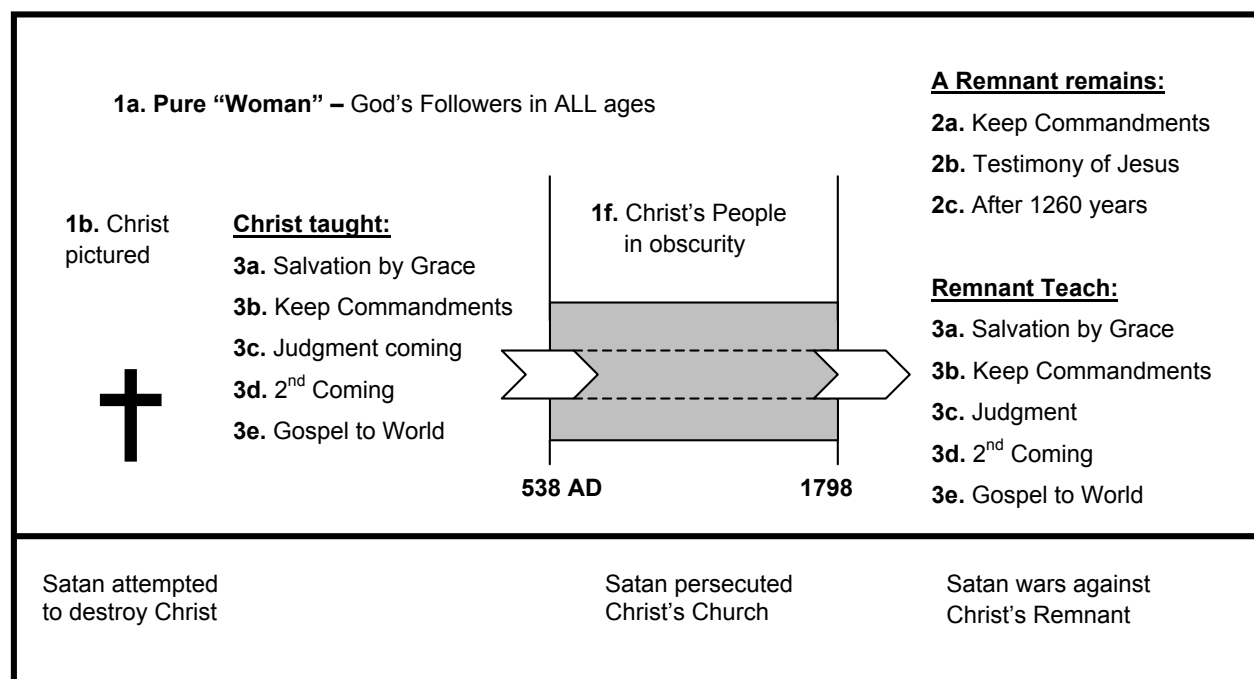 1a. Pure “Woman” – God’s Followers in ALL ages
1b. Christ
pictured
Christ taught:
3a. Salvation by Grace
3b. Keep Commandments
3c. Judgment coming
3d. 2nd Coming
3e. Gospel to World
1f. Christ’s People
in obscurity
538 AD
1798
A Remnant remains:
2a. Keep Commandments
2b. Testimony of Jesus
2c. After 1260 years
Remnant Teach:
3a. Salvation by Grace
3b. Keep Commandments
3c. Judgment
3d. 2nd Coming
3e. Gospel to World
Satan attempted
to destroy Christ
Satan persecuted
Christ’s Church
Satan wars against
Christ’s Remnant